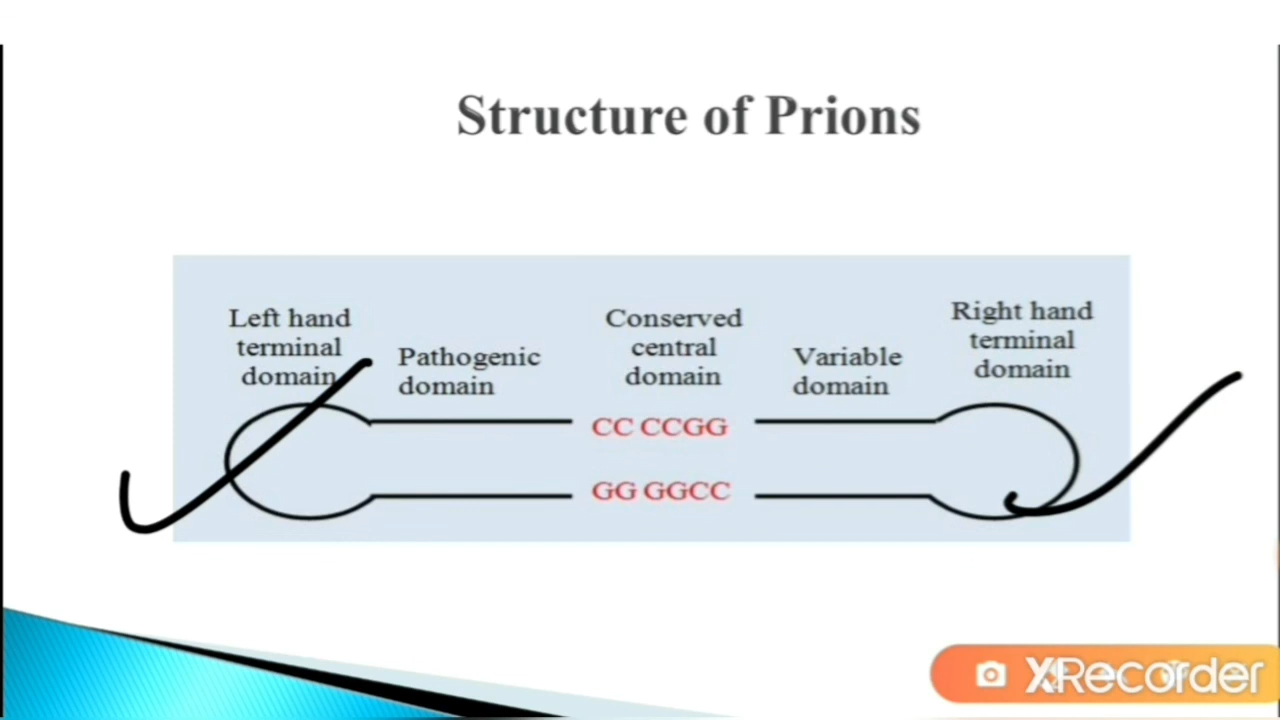 Structure of Prions
Left hand
terminal
domain
Pathogenic
domain
Conserved
central
domain
Variable
domain
Right hand
terminal
domain
CC CCGG
GG GGCC
XRecorder